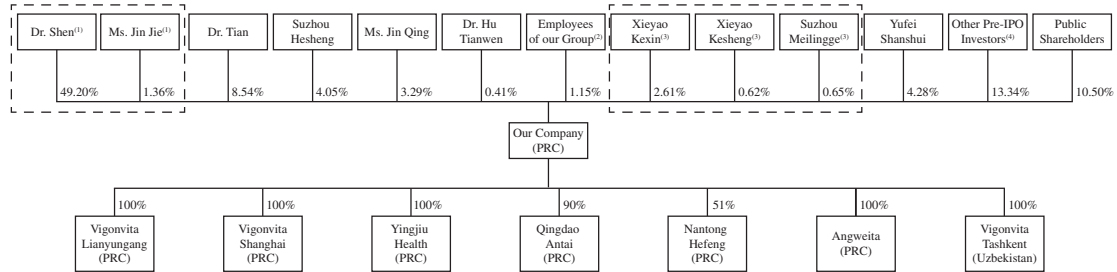 Dr. Shen(1)
Ms. Jin Jie(1)
Dr. Tian
Suzhou
Hesheng
Ms. Jin Qing
Dr. Hu
Tianwen
Employees
of our Group(2)
Xieyao
Kexin(3)
Xieyao
Kesheng(3)
Suzhou
Meilingge(3)
Yufei
Shanshui
Other Pre-IPO
Investors(4)
Public
Shareholders
49.20%
1.36%
8.54%
4.05%
3.29%
0.41%
1.15%
2.61%
0.62%
0.65%
4.28%
13.34%
10.50%
Our Company
(PRC)
100%
100%
100%
90%
51%
100%
100%
Vigonvita
Lianyungang
(PRC)
Vigonvita
Shanghai
(PRC)
Yingjiu
Health
(PRC)
Qingdao
Antai
(PRC)
Nantong
Hefeng
(PRC)
Angweita
(PRC)
Vigonvita
Tashkent
(Uzbekistan)